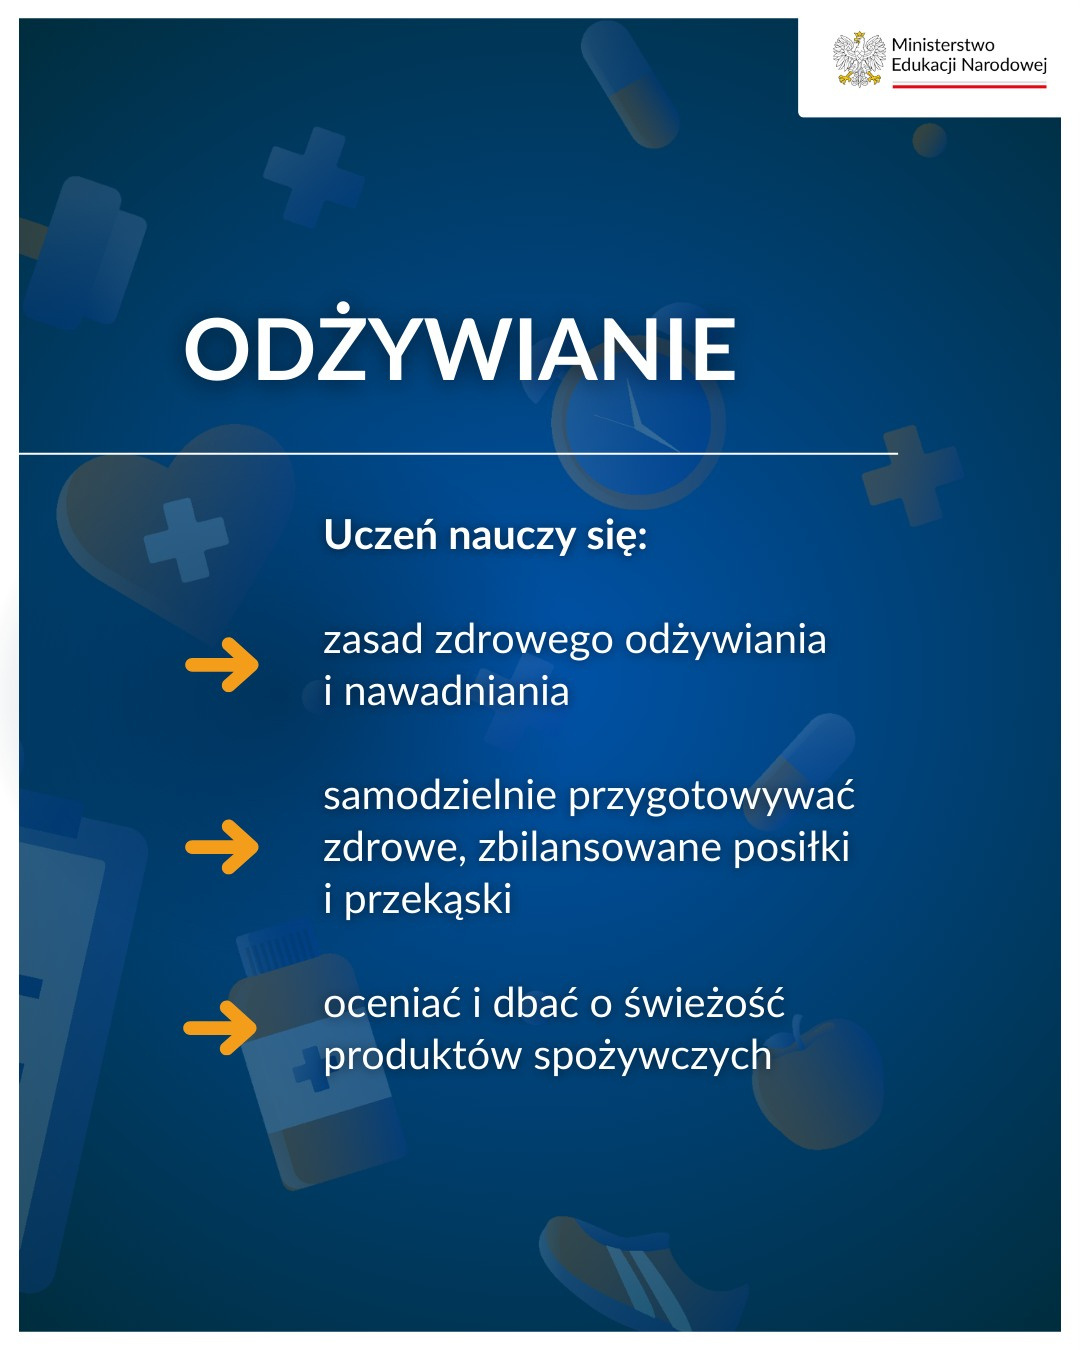 Ministerstwo
Edukacji Narodowej
ODŻYWIANIE
Uczeń nauczy się:
zasad zdrowego odżywiania
i nawadniania
samodzielnie przygotowywać
zdrowe, zbilansowane posiłki
i przekąski
oceniać i dbać o świeżość
produktów spożywczych